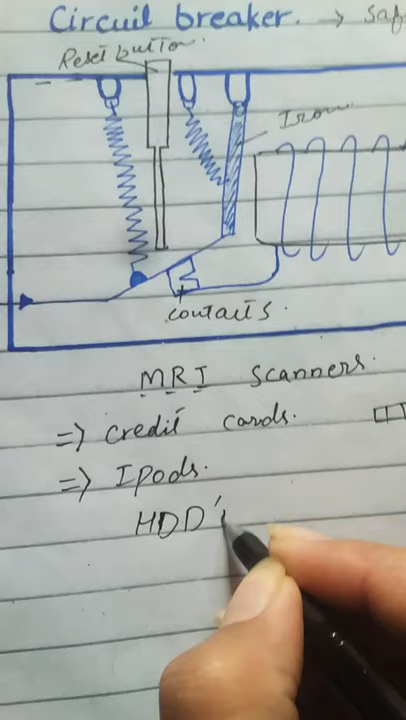 Circuit breaker. → saf
Reset button.
Iron
contacts.
MRI scanners.
=> credit cards.
=> Ipods.
HDD'